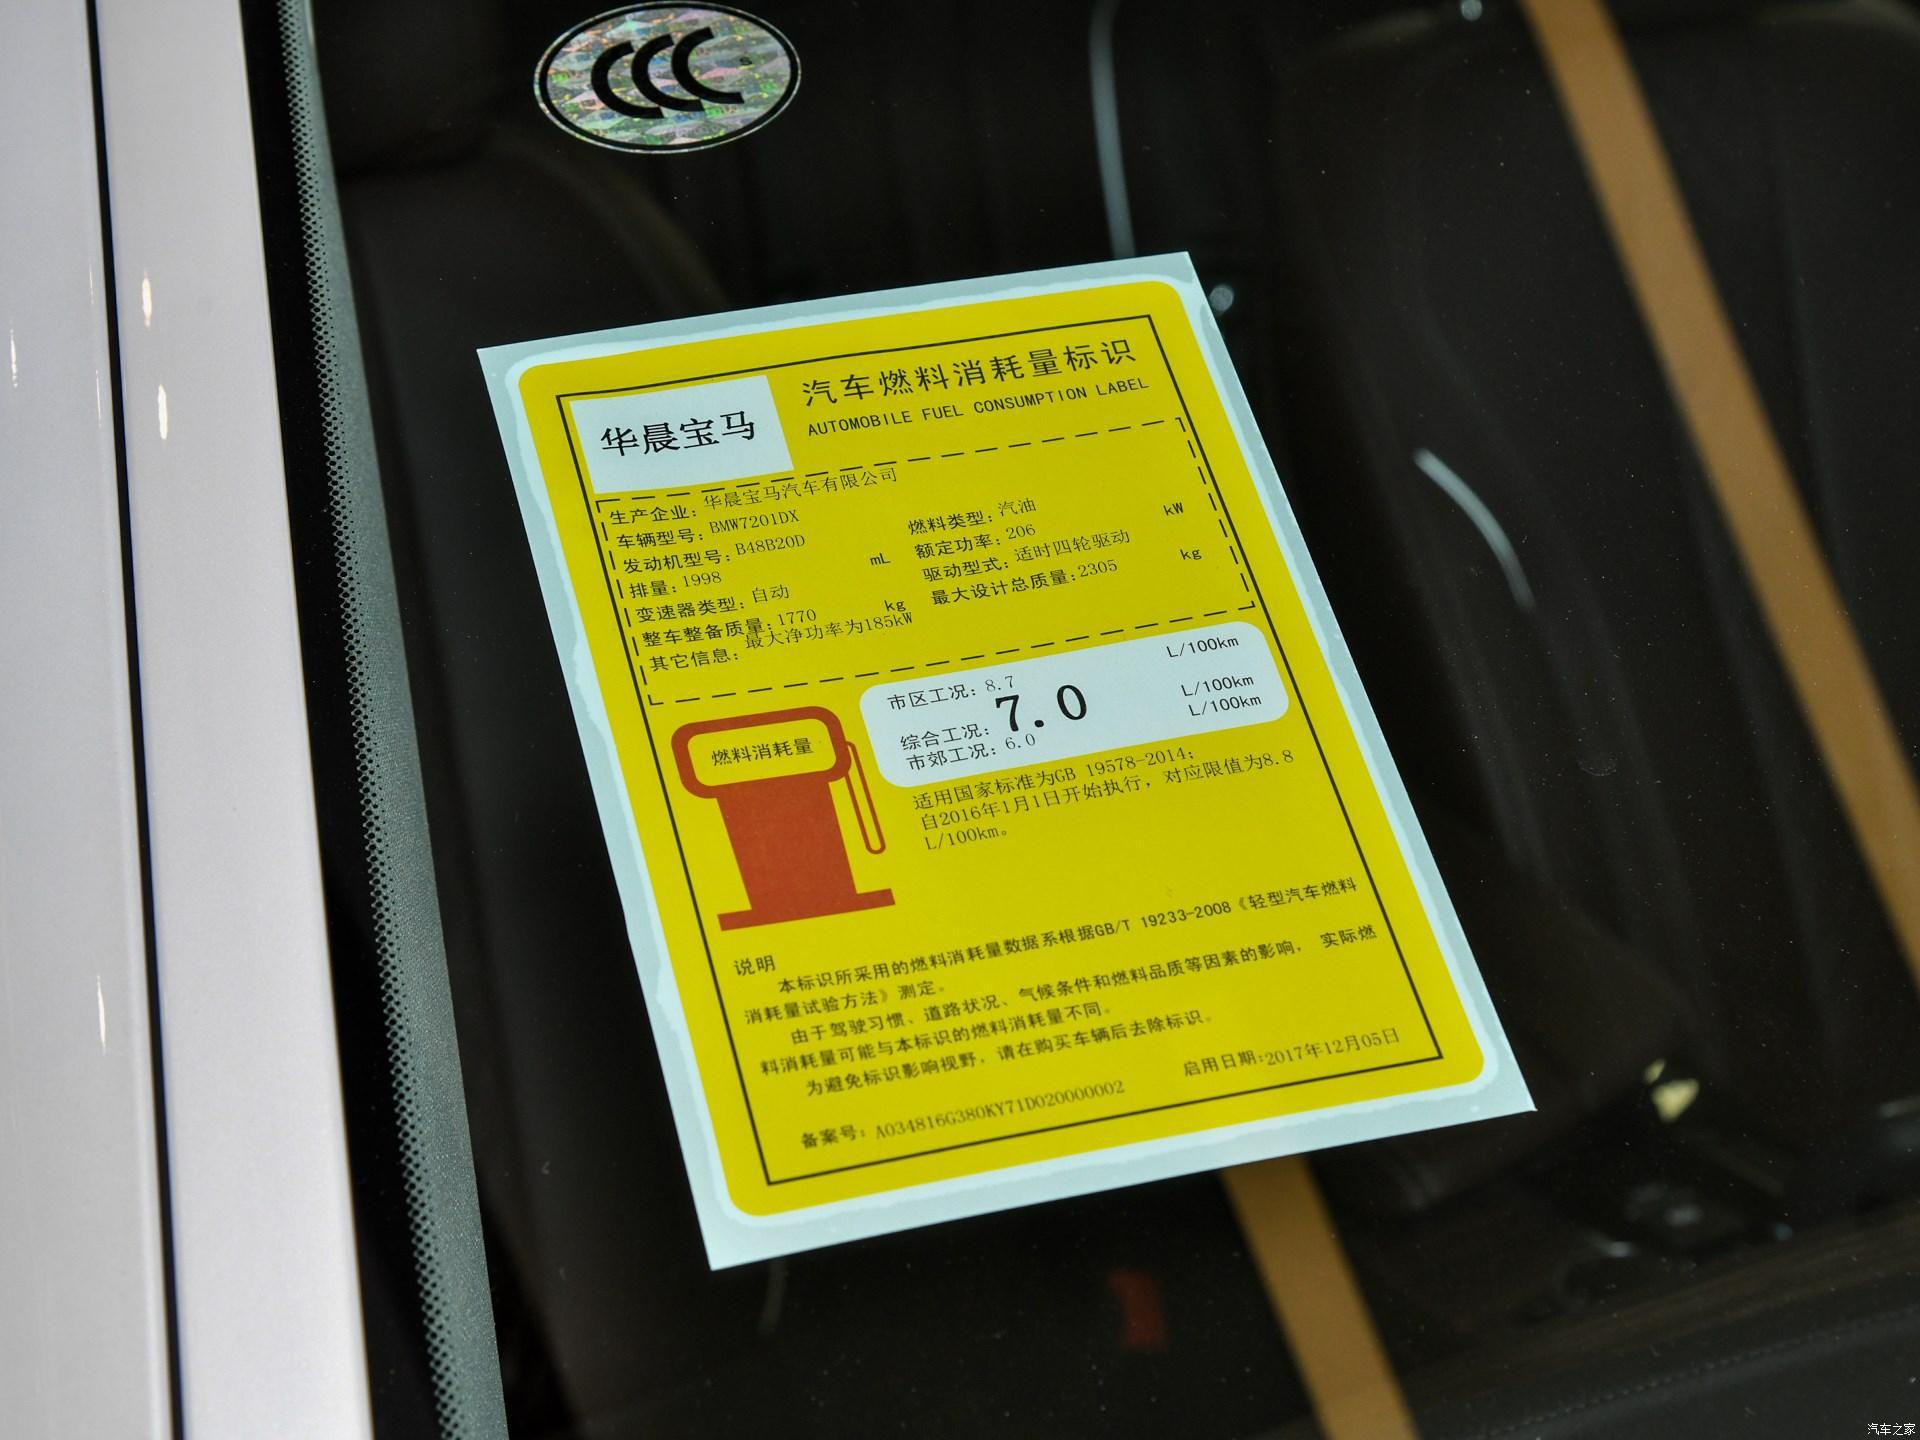 CCC
S
华晨宝马
汽车燃料消耗量标识
AUTOMOBILE FUEL CONSUMPTION LABEL
生产企业: 华晨宝马汽车有限公司
车辆型号: BMW7201DX
发动机型号: B48B20D
燃料类型: 汽油
排量: 1998 mL
额定功率: 206 kW
变速器类型: 自动
驱动型式: 适时四轮驱动
整车整备质量: 1770 kg
最大设计总质量: 2305 kg
其它信息: 最大净功率为185kW
燃料消耗量
市区工况: 8.7 L/100km
综合工况: 7.0 L/100km
市郊工况: 6.0 L/100km
适用国家标准为GB 19578-2014;
自2016年1月1日开始执行，对应限值为8.8
L/100km。
说明
本标识所采用的燃料消耗量数据系根据GB/T 19233-2008《轻型汽车燃料
消耗量试验方法》测定。
由于驾驶习惯、道路状况、气候条件和燃料品质等因素的影响， 实际燃
料消耗量可能与本标识的燃料消耗量不同。
为避免标识影响视野，请在购买车辆后去除标识。
备案号: A034816G380KY71D020000002
启用日期:2017年12月05日
汽车之家